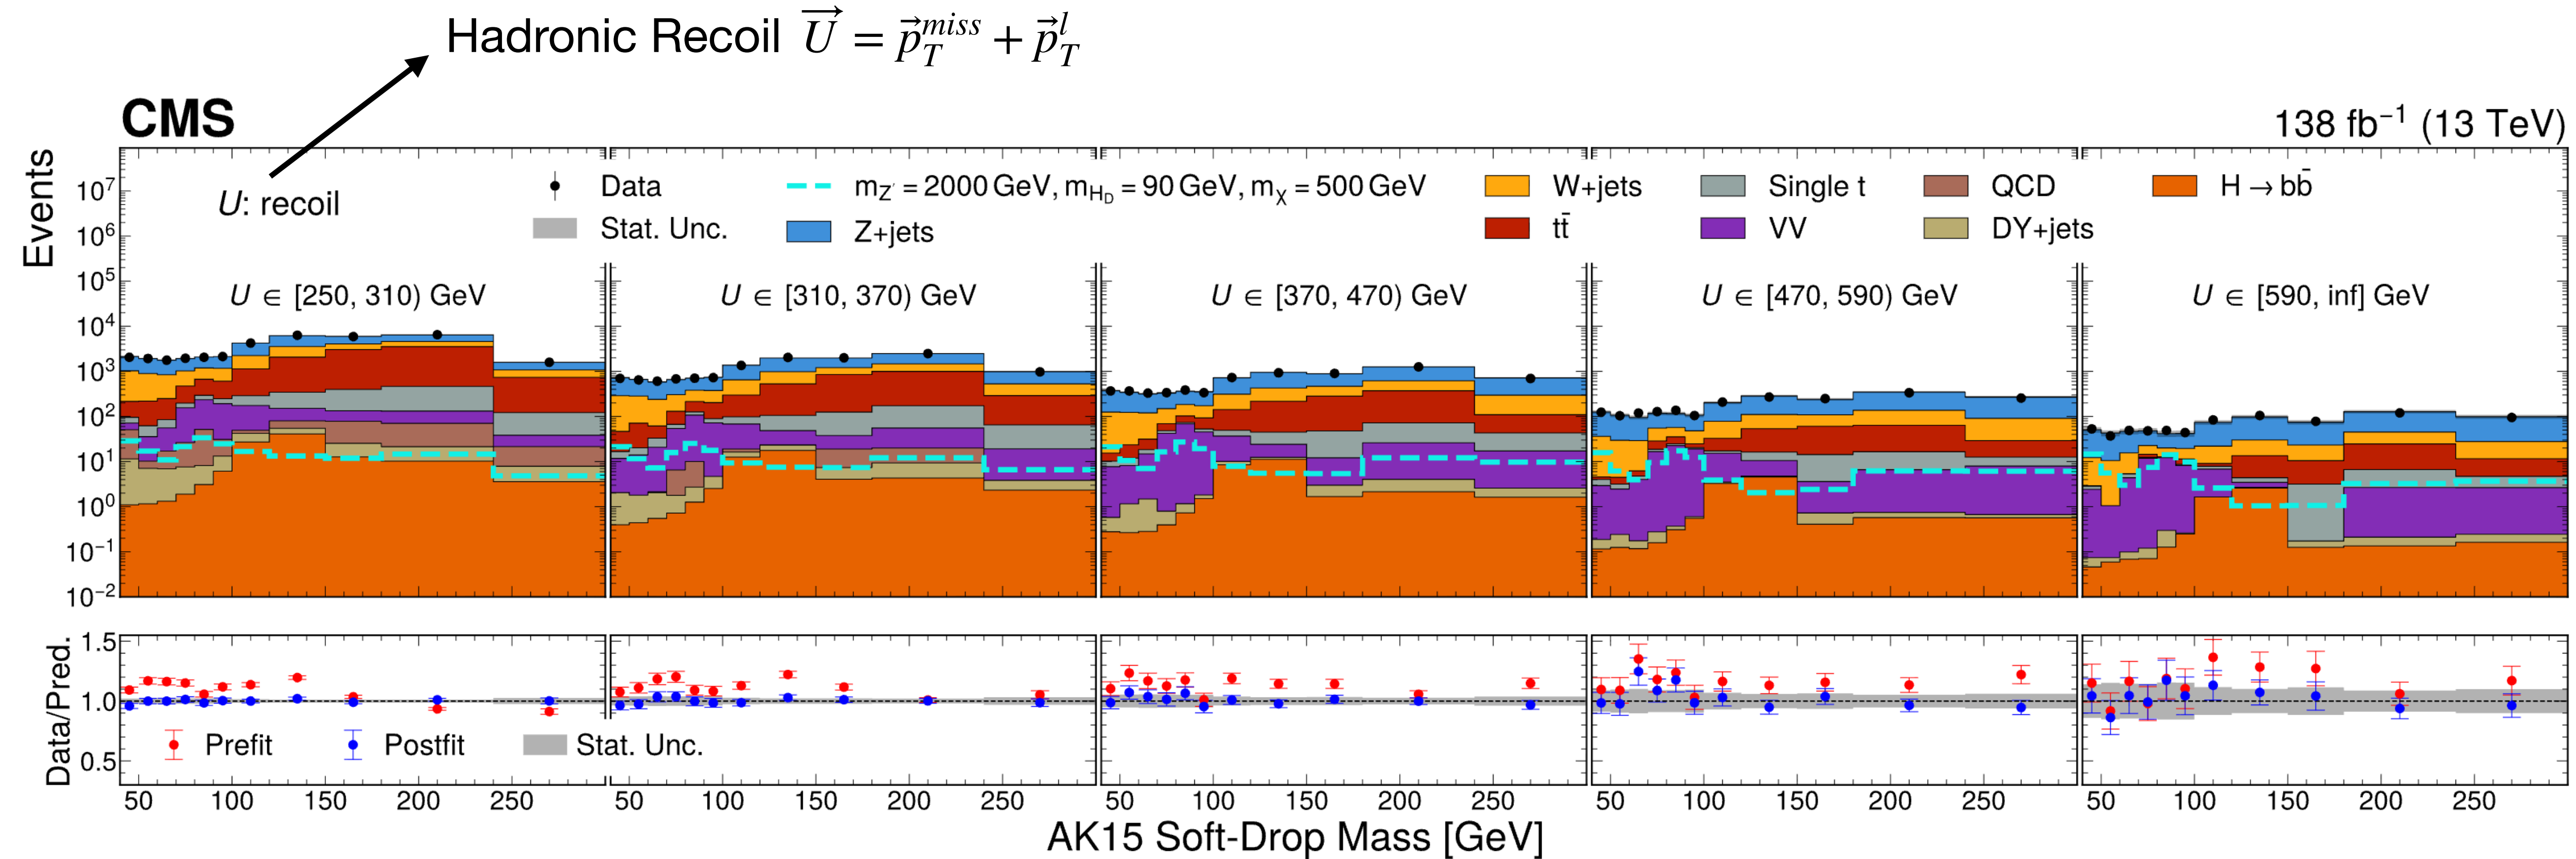 Hadronic Recoil $\vec{U} = \vec{p}_T^{miss} + \vec{p}_T^{l}$
CMS
138 fb⁻¹ (13 TeV)
Events
U: recoil
Data
Stat. Unc.
m_Z′ = 2000 GeV, m_H_D = 90 GeV, m_χ = 500 GeV
Z+jets
W+jets
tt̄
Single t
VV
QCD
DY+jets
H → bb̄
U ∈ [250, 310) GeV
U ∈ [310, 370) GeV
U ∈ [370, 470) GeV
U ∈ [470, 590) GeV
U ∈ [590, inf] GeV
10⁷
10⁶
10⁵
10⁴
10³
10²
10¹
10⁰
10⁻¹
10⁻²
Data/Pred.
1.5
1.0
0.5
Prefit
Postfit
Stat. Unc.
50 100 150 200 250 50 100 150 200 250 50 100 150 200 250 50 100 150 200 250 50 100 150 200 250
AK15 Soft-Drop Mass [GeV]